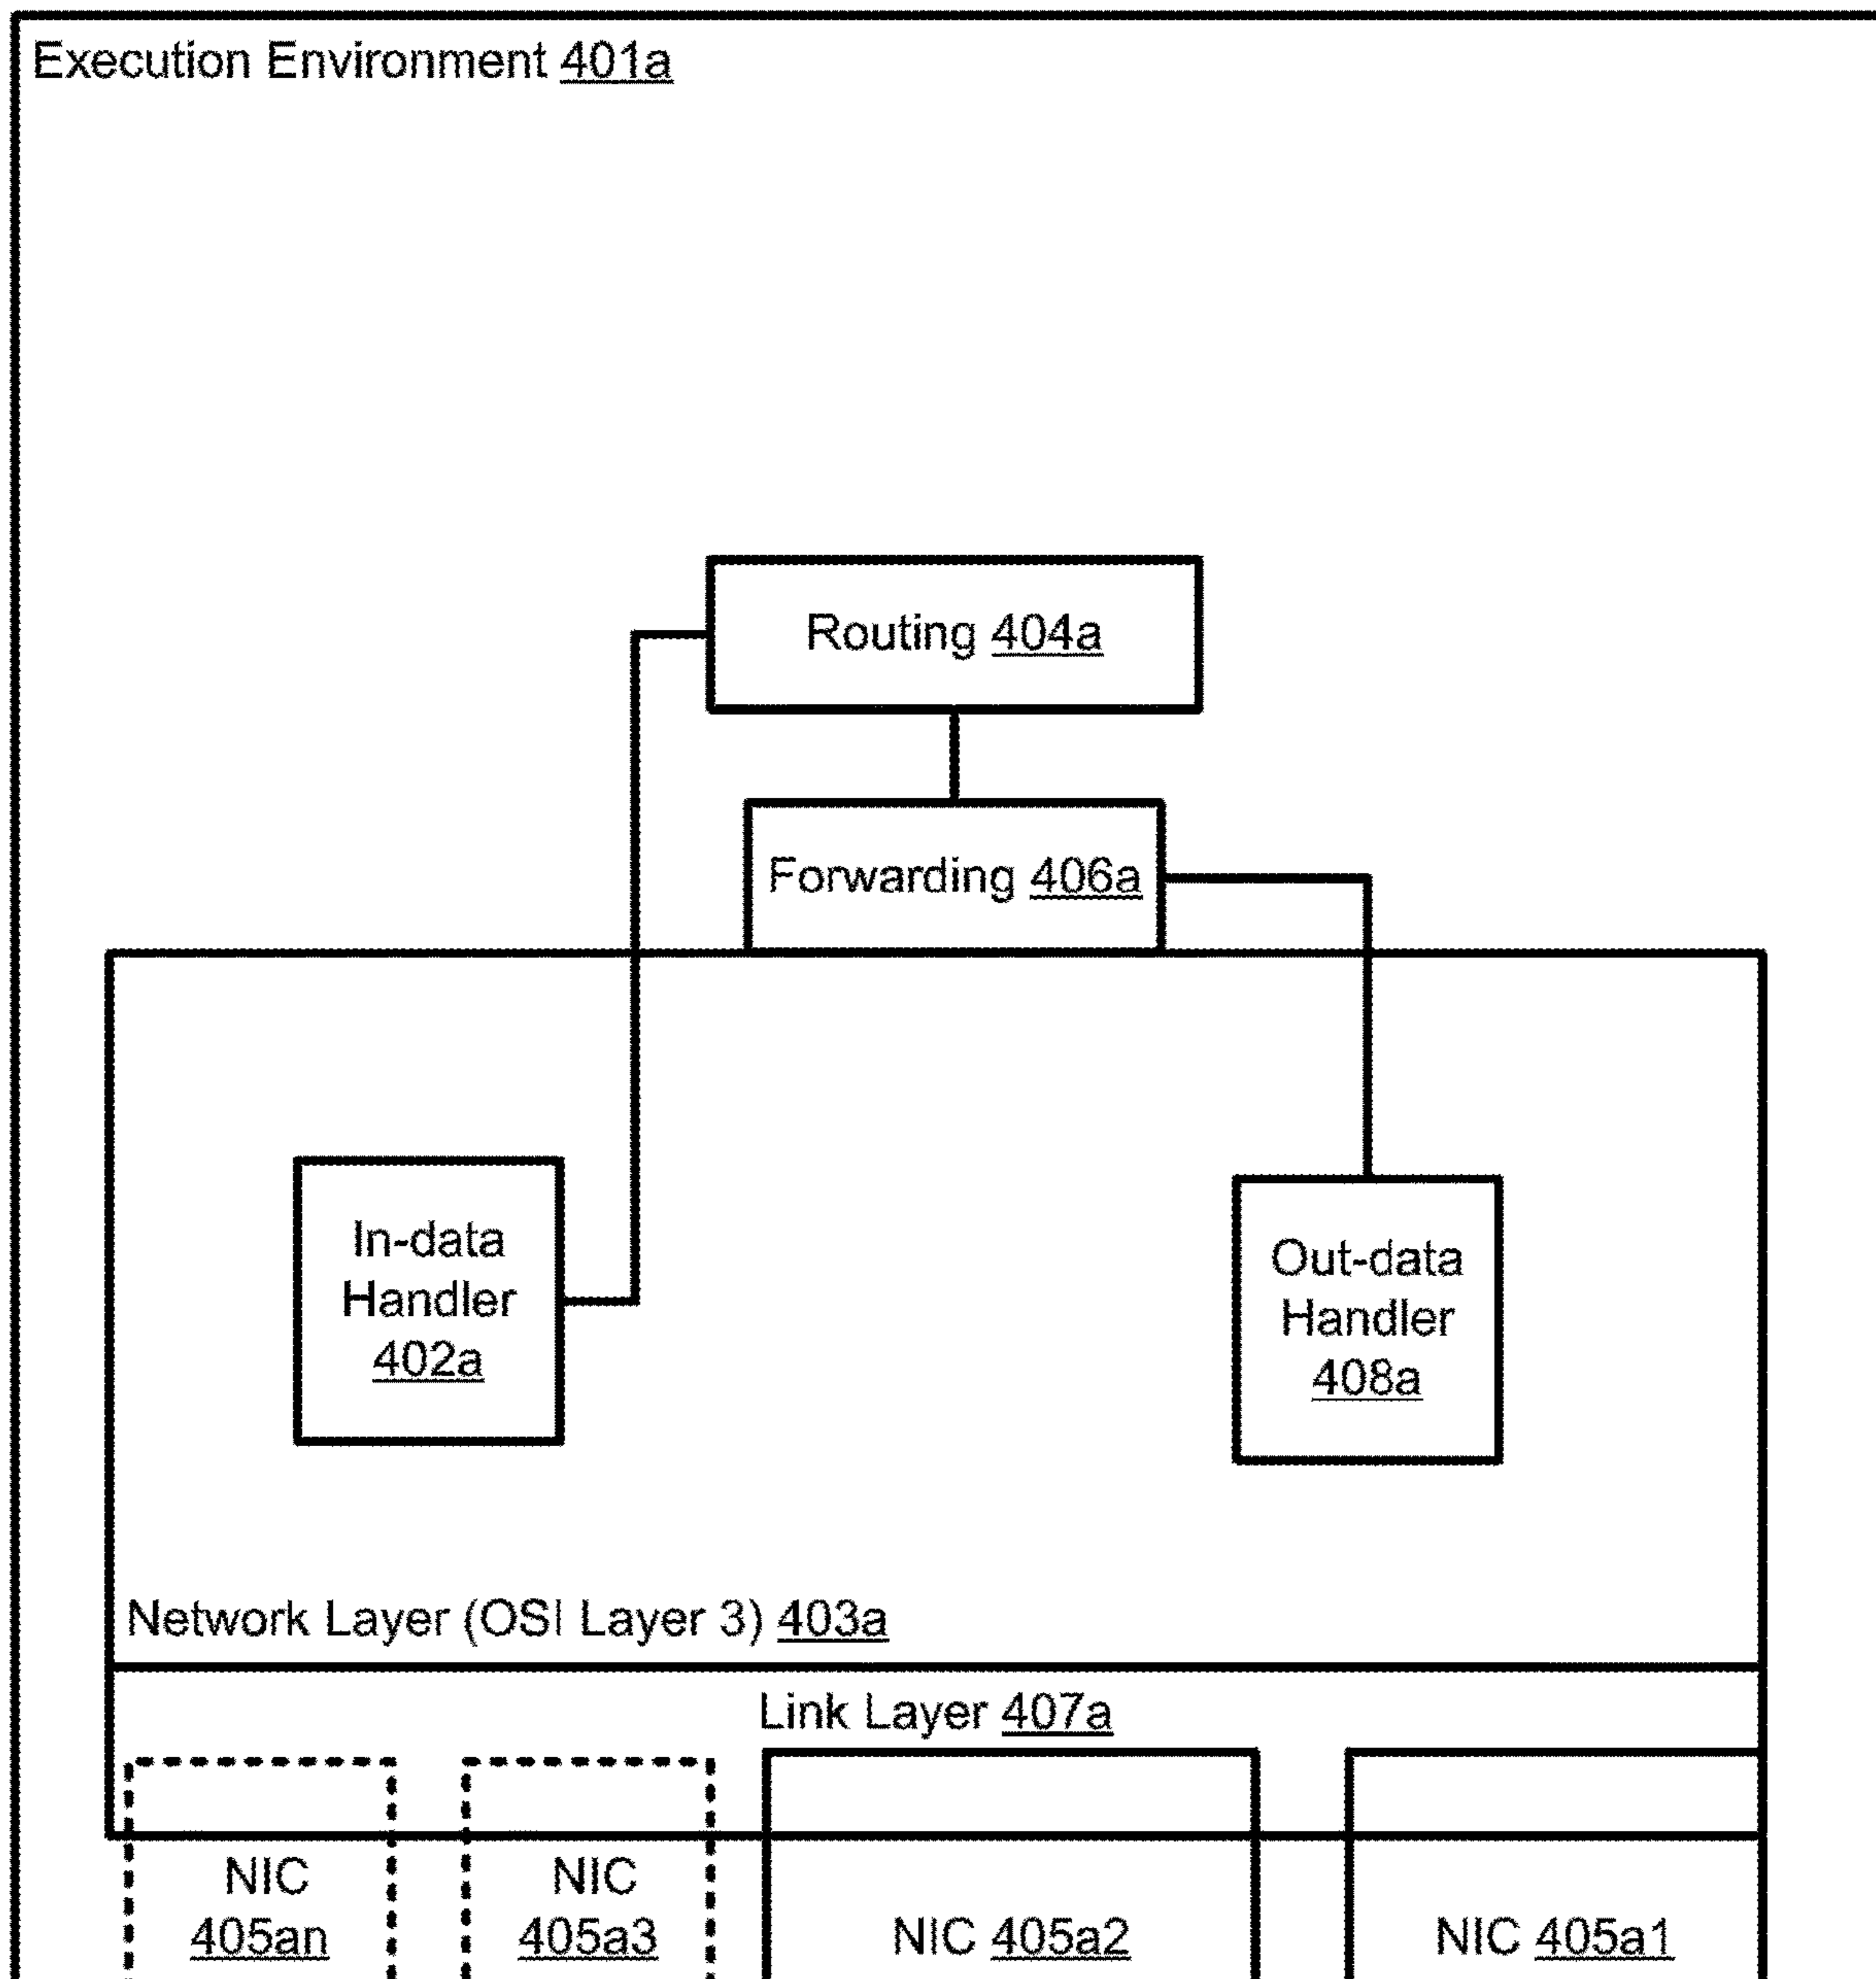 Execution Environment 401a
Routing 404a
Forwarding 406a
In-data
Handler
402a
Out-data
Handler
408a
Network Layer (OSI Layer 3) 403a
Link Layer 407a
NIC
405an
NIC
405a3
NIC 405a2
NIC 405a1